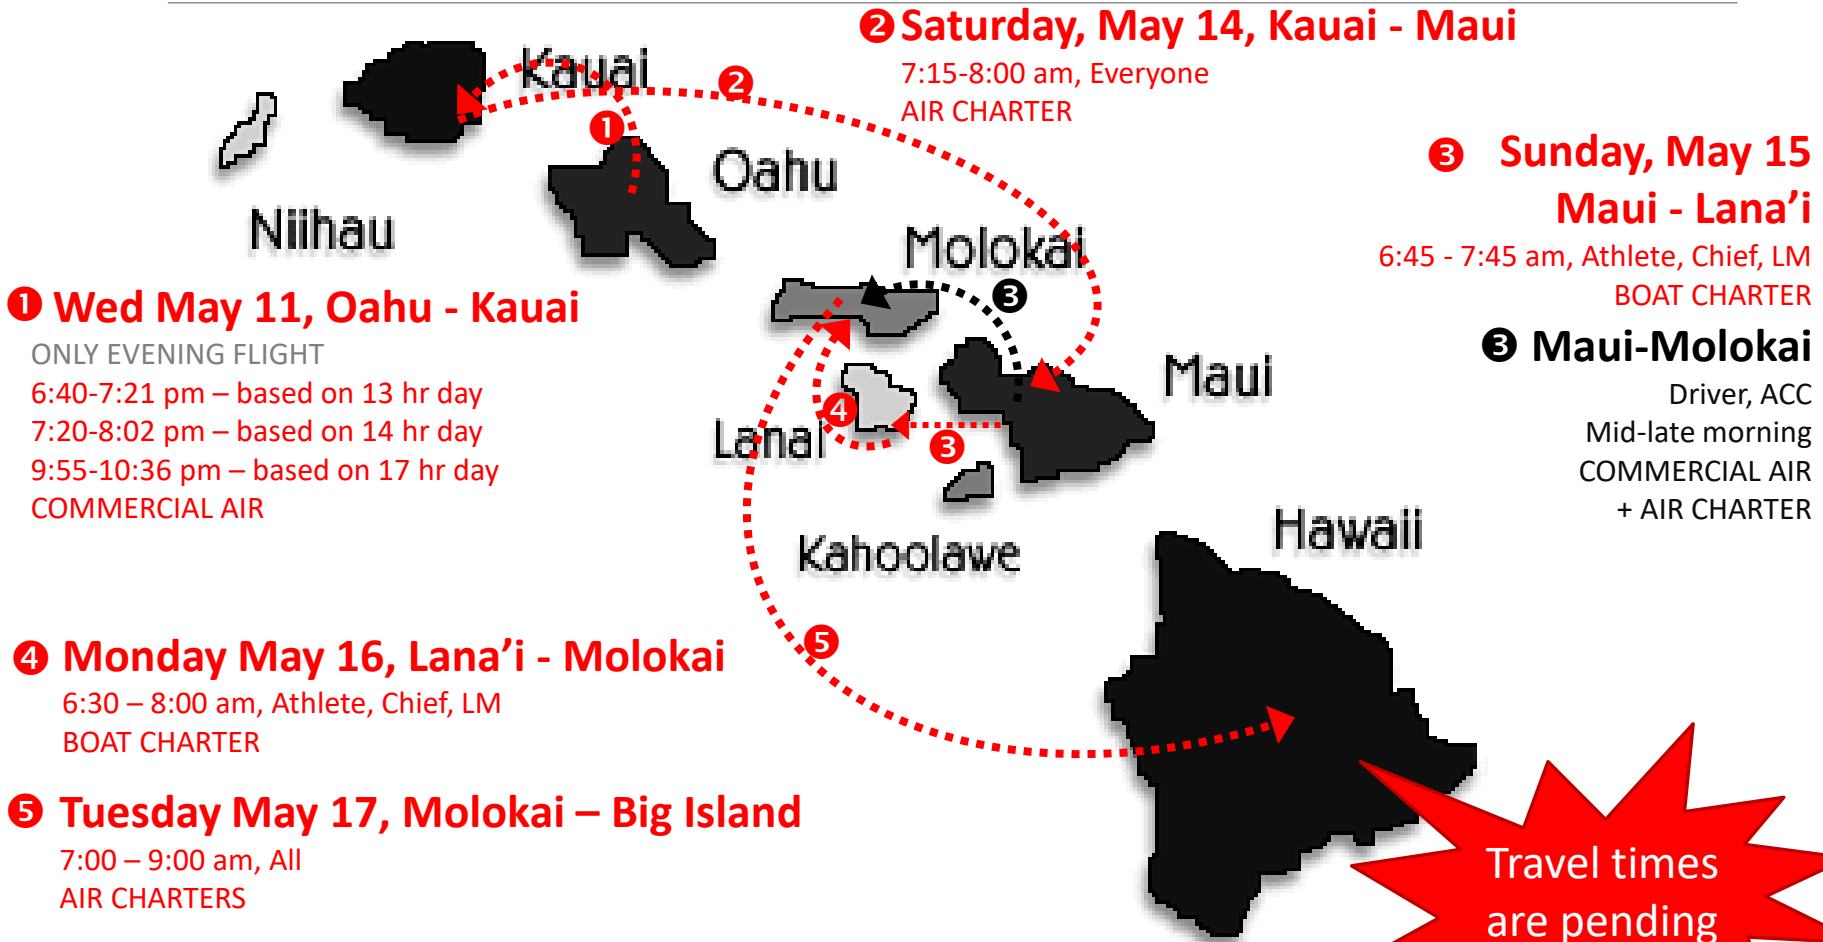 ❷ Saturday, May 14, Kauai - Maui
7:15-8:00 am, Everyone
AIR CHARTER
Kauai
❷
❶
Oahu
Niihau
❸ Sunday, May 15
Maui - Lana’i
6:45 - 7:45 am, Athlete, Chief, LM
BOAT CHARTER
❸ Maui-Molokai
Driver, ACC
Mid-late morning
COMMERCIAL AIR
+ AIR CHARTER
Molokai
❸
❶ Wed May 11, Oahu - Kauai
ONLY EVENING FLIGHT
6:40-7:21 pm – based on 13 hr day
7:20-8:02 pm – based on 14 hr day
9:55-10:36 pm – based on 17 hr day
COMMERCIAL AIR
Maui
❹
Lanai
❸
Kahoolawe
Hawaii
❹ Monday May 16, Lana’i - Molokai
6:30 – 8:00 am, Athlete, Chief, LM
BOAT CHARTER
❺
❺ Tuesday May 17, Molokai – Big Island
7:00 – 9:00 am, All
AIR CHARTERS
Travel times
are pending